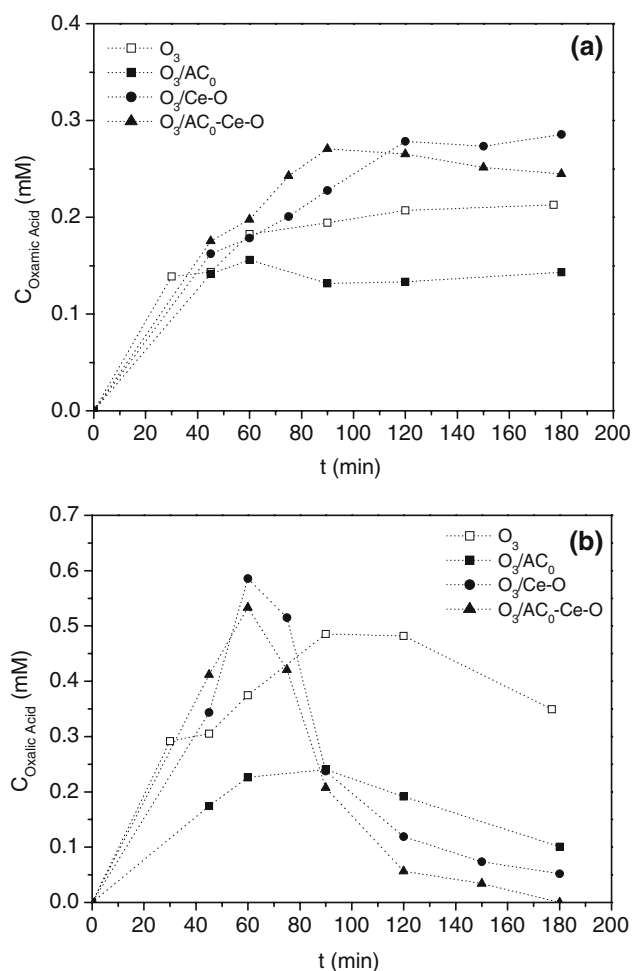 (a)
O₃
O₃/AC₀
O₃/Ce-O
O₃/AC₀-Ce-O
0.4
0.3
0.2
0.1
0.0
C Oxamic Acid (mM)
0 20 40 60 80 100 120 140 160 180 200
t (min)
(b)
O₃
O₃/AC₀
O₃/Ce-O
O₃/AC₀-Ce-O
0.7
0.6
0.5
0.4
0.3
0.2
0.1
0.0
C Oxalic Acid (mM)
0 20 40 60 80 100 120 140 160 180 200
t (min)